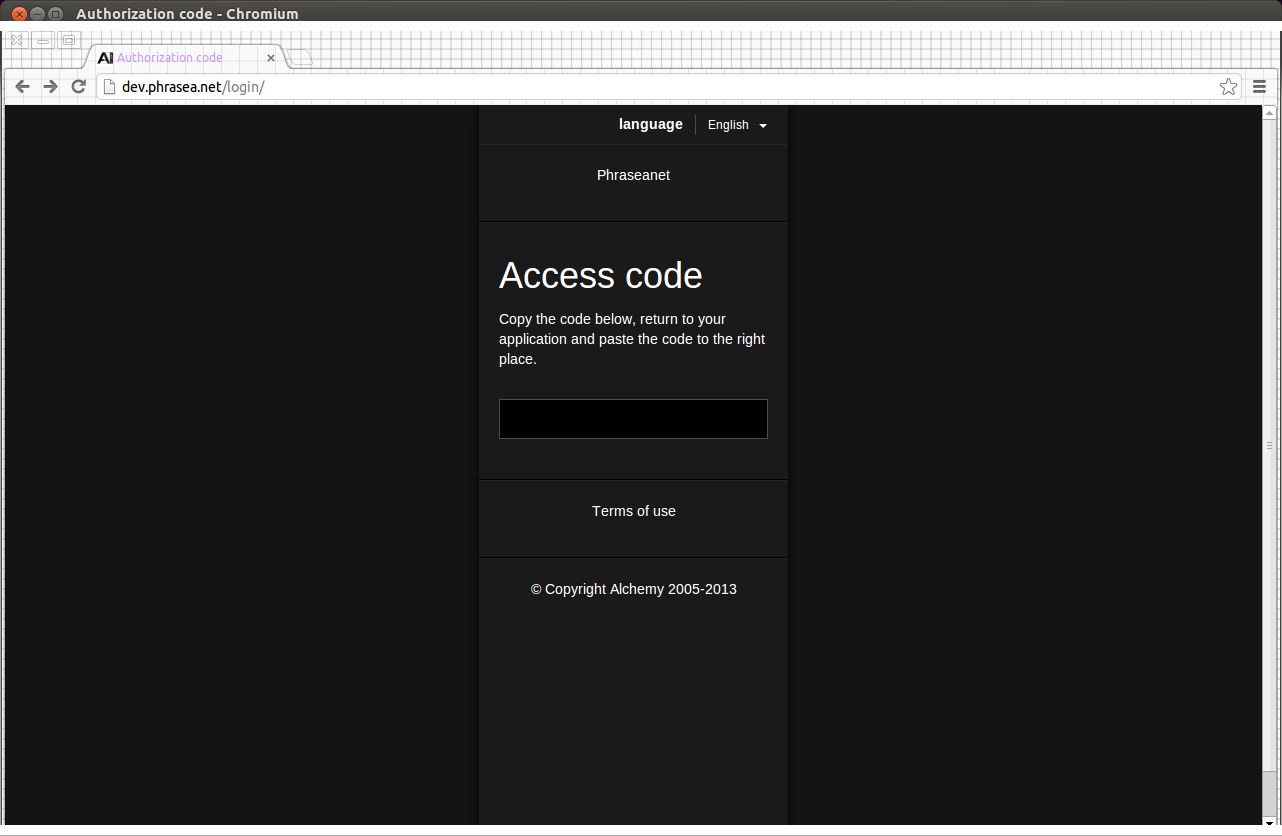 Authorization code - Chromium
AI Authorization code
dev.phrasea.net/login/
language English
Phraseanet
Access code
Copy the code below, return to your
application and paste the code to the right
place.
Terms of use
© Copyright Alchemy 2005-2013